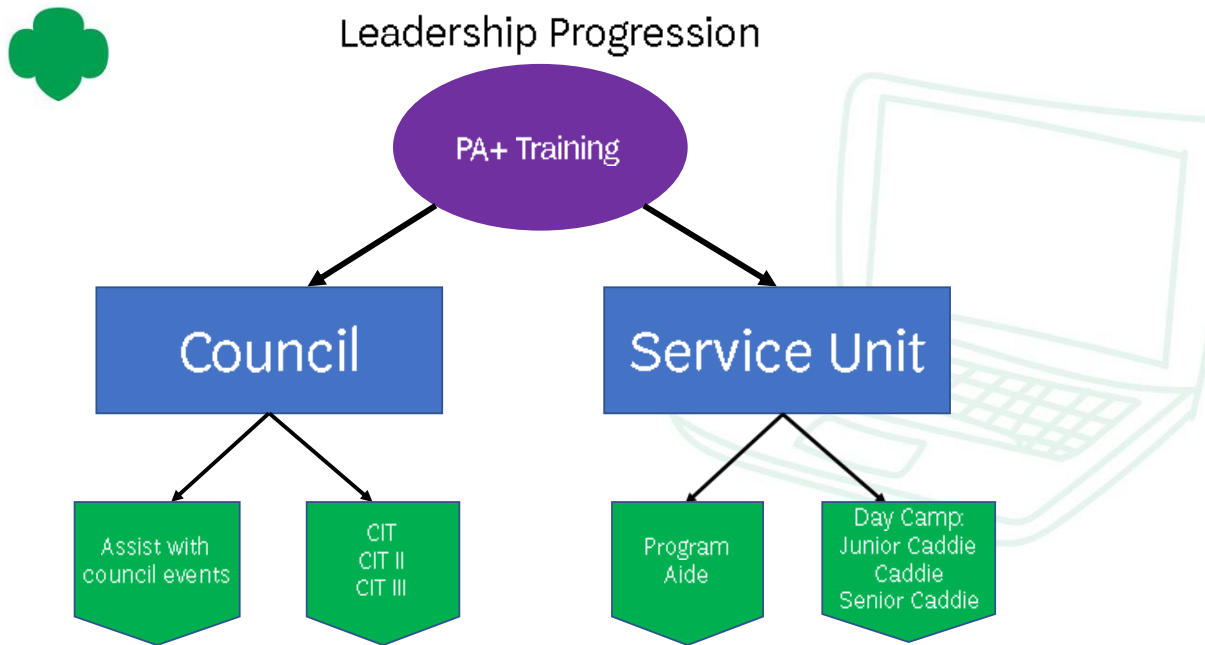 Leadership Progression
PA+ Training
Council
Service Unit
Assist with
council events
CIT
CIT II
CIT III
Program
Aide
Day Camp:
Junior Caddie
Caddie
Senior Caddie